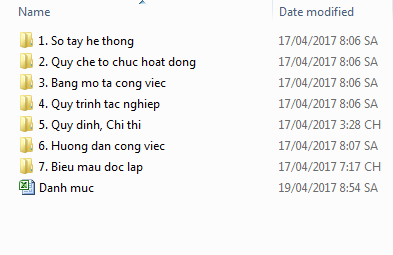 Name Date modified
1. So tay he thong 17/04/2017 8:06 SA
2. Quy che to chuc hoat dong 17/04/2017 8:06 SA
3. Bang mo ta cong viec 17/04/2017 8:06 SA
4. Quy trinh tac nghiep 17/04/2017 8:06 SA
5. Quy dinh, Chi thi 17/04/2017 3:28 CH
6. Huong dan cong viec 17/04/2017 8:07 SA
7. Bieu mau doc lap 17/04/2017 7:17 CH
Danh muc 19/04/2017 8:54 SA